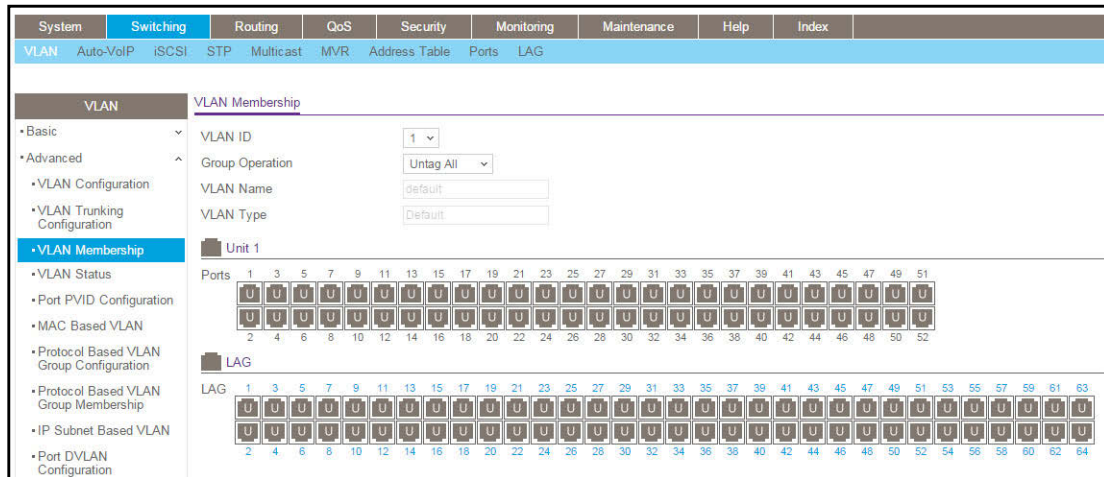 System Switching Routing QoS Security Monitoring Maintenance Help Index
VLAN Auto-VoIP iSCSI STP Multicast MVR Address Table Ports LAG
VLAN
• Basic
• Advanced
• VLAN Configuration
• VLAN Trunking
Configuration
• VLAN Membership
• VLAN Status
• Port PVID Configuration
• MAC Based VLAN
• Protocol Based VLAN
Group Configuration
• Protocol Based VLAN
Group Membership
• IP Subnet Based VLAN
• Port DVLAN
Configuration
VLAN Membership
VLAN ID 1
Group Operation Untag All
VLAN Name default
VLAN Type Default
Unit 1
Ports 1 3 5 7 9 11 13 15 17 19 21 23 25 27 29 31 33 35 37 39 41 43 45 47 49 51
U U U U U U U U U U U U U U U U U U U U U U U U U U
U U U U U U U U U U U U U U U U U U U U U U U U U U
2 4 6 8 10 12 14 16 18 20 22 24 26 28 30 32 34 36 38 40 42 44 46 48 50 52
LAG
LAG 1 3 5 7 9 11 13 15 17 19 21 23 25 27 29 31 33 35 37 39 41 43 45 47 49 51 53 55 57 59 61 63
U U U U U U U U U U U U U U U U U U U U U U U U U U U U U U U U
U U U U U U U U U U U U U U U U U U U U U U U U U U U U U U U U
2 4 6 8 10 12 14 16 18 20 22 24 26 28 30 32 34 36 38 40 42 44 46 48 50 52 54 56 58 60 62 64